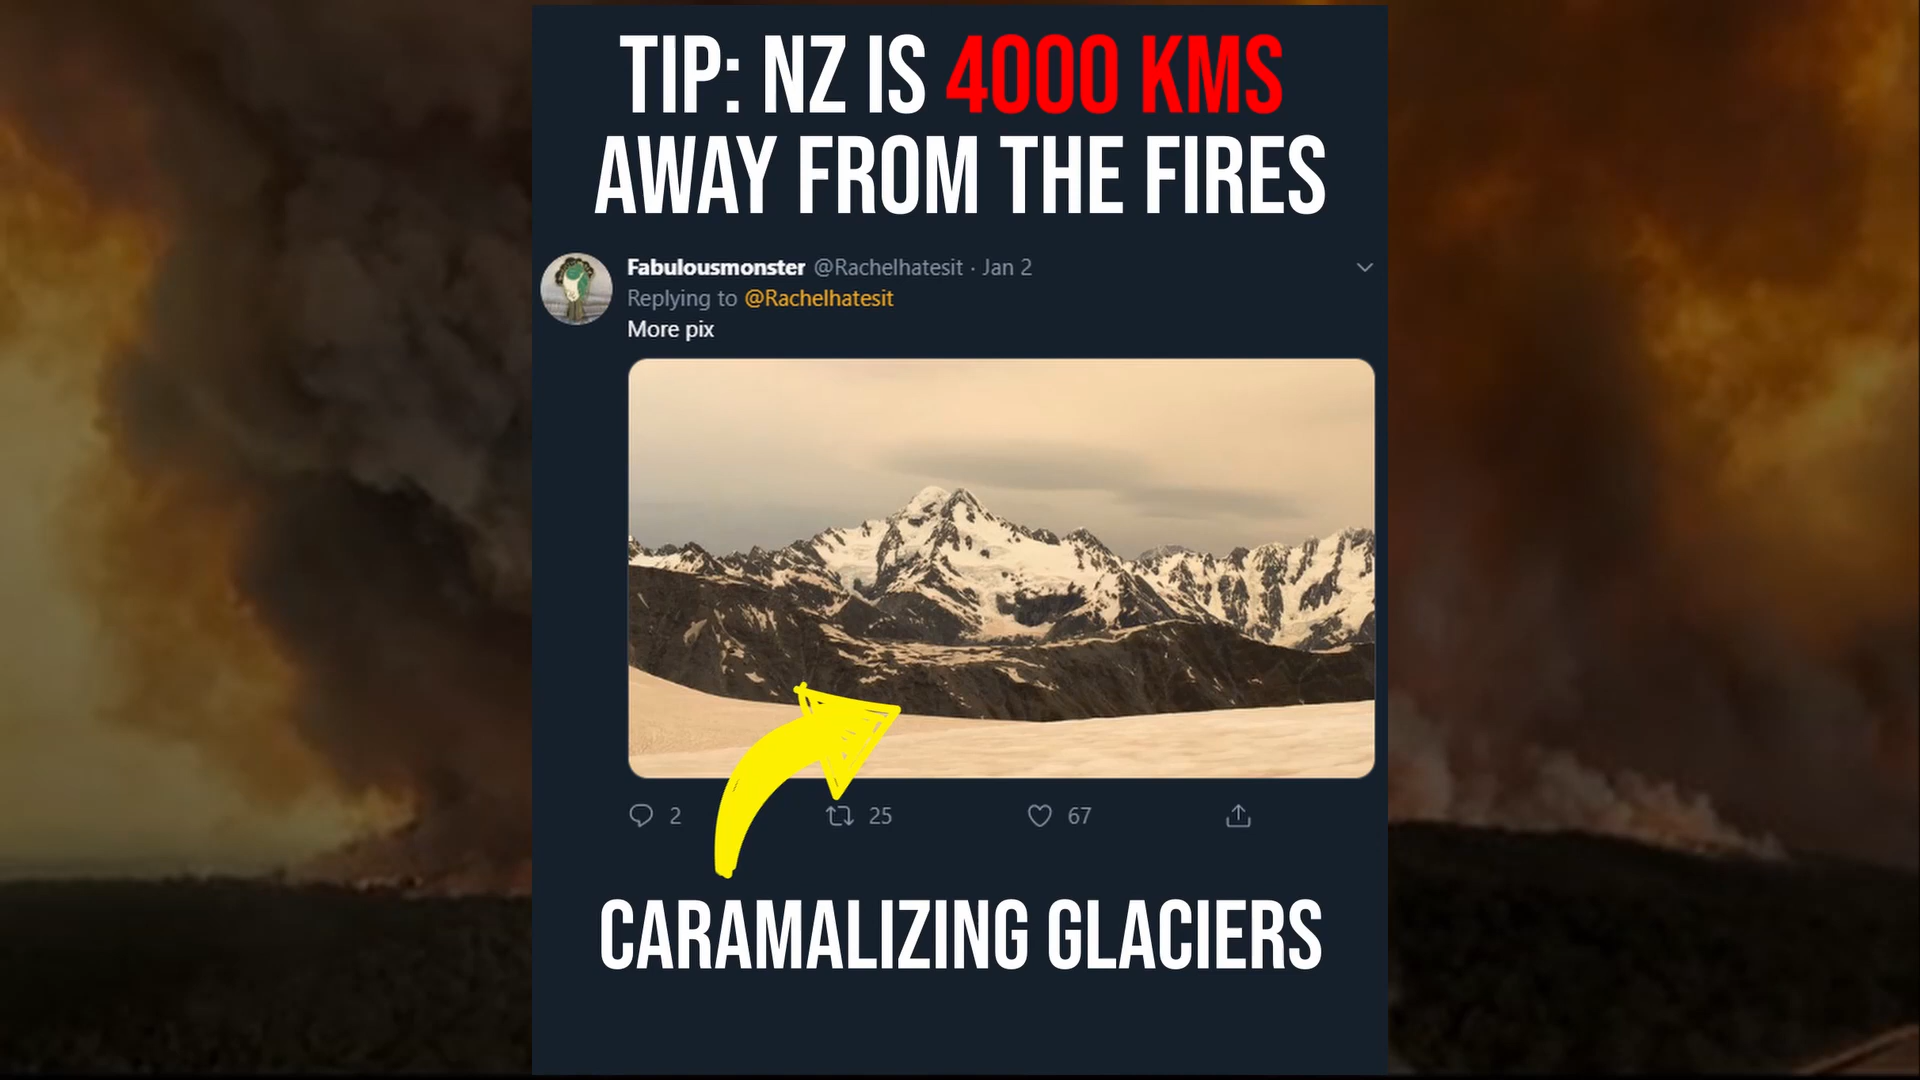 TIP: NZ IS 4000 KMS
AWAY FROM THE FIRES
Fabulousmonster @Rachelhatesit · Jan 2
Replying to @Rachelhatesit
More pix
2 25 67
CARAMALIZING GLACIERS